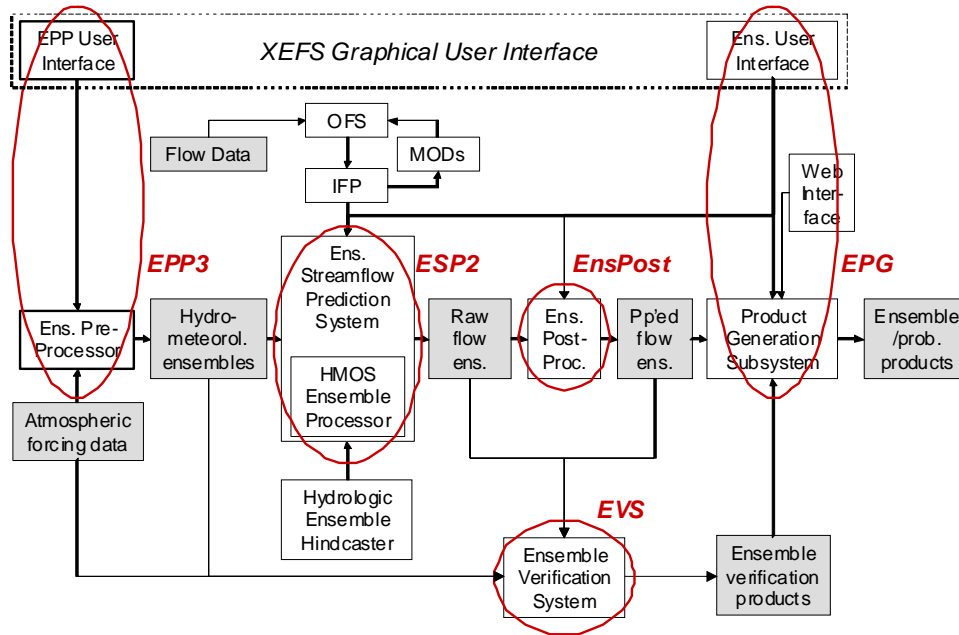 EPP User
Interface
XEFS Graphical User Interface
Ens. User
Interface
OFS
Flow Data
MODs
IFP
Web
Inter-
face
EPP3
Ens.
Streamflow
Prediction
System
ESP2
EnsPost
EPG
Ens. Pre-
Processor
Hydro-
meteorol.
ensembles
HMOS
Ensemble
Processor
Raw
flow
ens.
Ens.
Post-
Proc.
Pp'ed
flow
ens.
Product
Generation
Subsystem
Ensemble
/prob.
products
Atmospheric
forcing data
Hydrologic
Ensemble
Hindcaster
EVS
Ensemble
Verification
System
Ensemble
verification
products